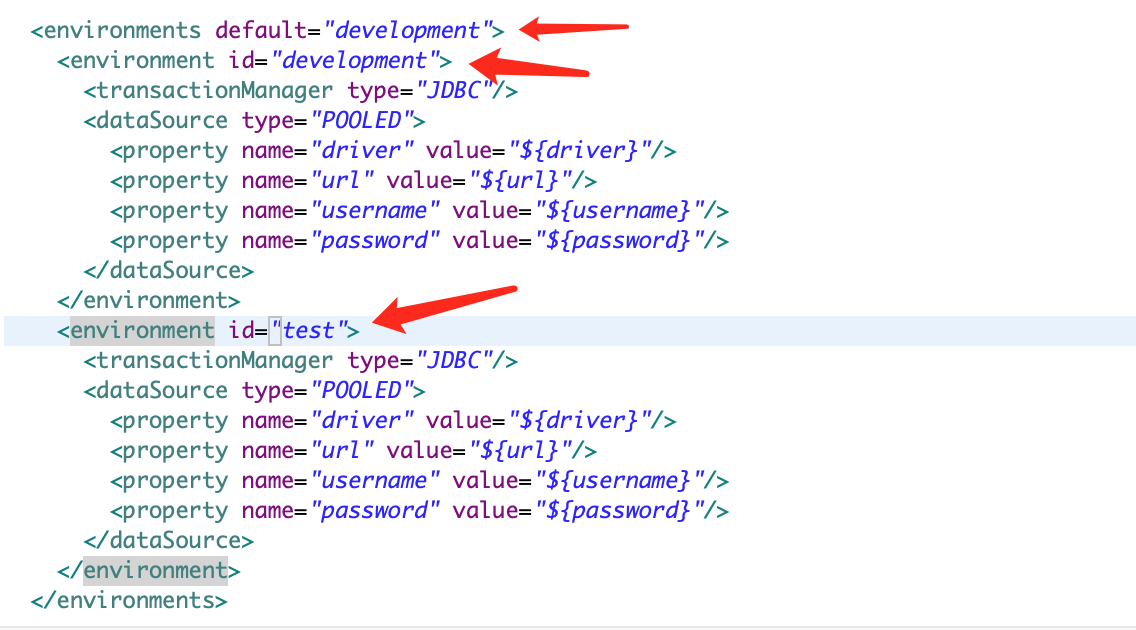 <environments default="development">
<environment id="development">
<transactionManager type="JDBC"/>
<dataSource type="POOLED">
<property name="driver" value="${driver}"/>
<property name="url" value="${url}"/>
<property name="username" value="${username}"/>
<property name="password" value="${password}"/>
</dataSource>
</environment>
<environment id="test">
<transactionManager type="JDBC"/>
<dataSource type="POOLED">
<property name="driver" value="${driver}"/>
<property name="url" value="${url}"/>
<property name="username" value="${username}"/>
<property name="password" value="${password}"/>
</dataSource>
</environment>
</environments>